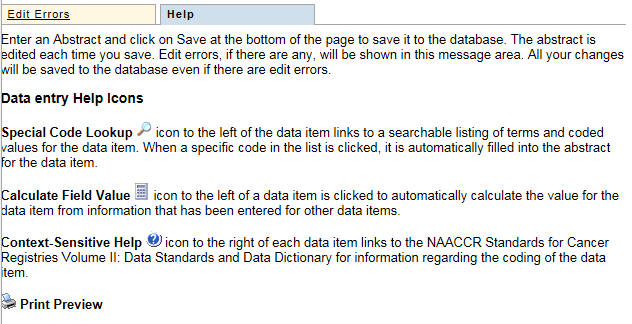 Edit Errors Help
Enter an Abstract and click on Save at the bottom of the page to save it to the database. The abstract is
edited each time you save. Edit errors, if there are any, will be shown in this message area. All your changes
will be saved to the database even if there are edit errors.
Data entry Help Icons
Special Code Lookup icon to the left of the data item links to a searchable listing of terms and coded
values for the data item. When a specific code in the list is clicked, it is automatically filled into the abstract
for the data item.
Calculate Field Value icon to the left of a data item is clicked to automatically calculate the value for the
data item from information that has been entered for other data items.
Context-Sensitive Help icon to the right of each data item links to the NAACCR Standards for Cancer
Registries Volume II: Data Standards and Data Dictionary for information regarding the coding of the data
item.
Print Preview